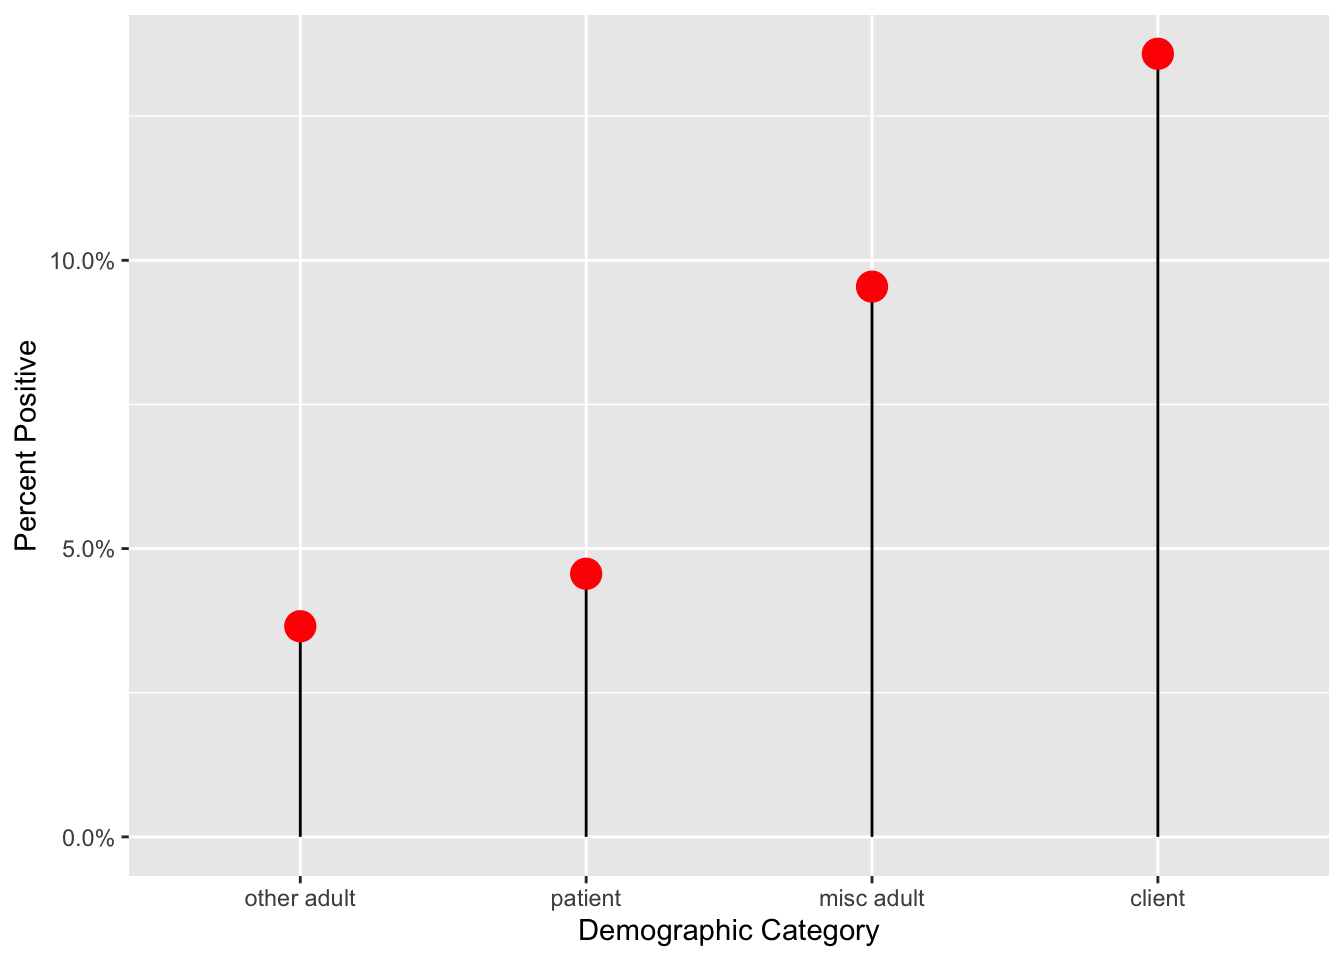 Percent Positive
10.0%
5.0%
0.0%
other adult patient misc adult client
Demographic Category